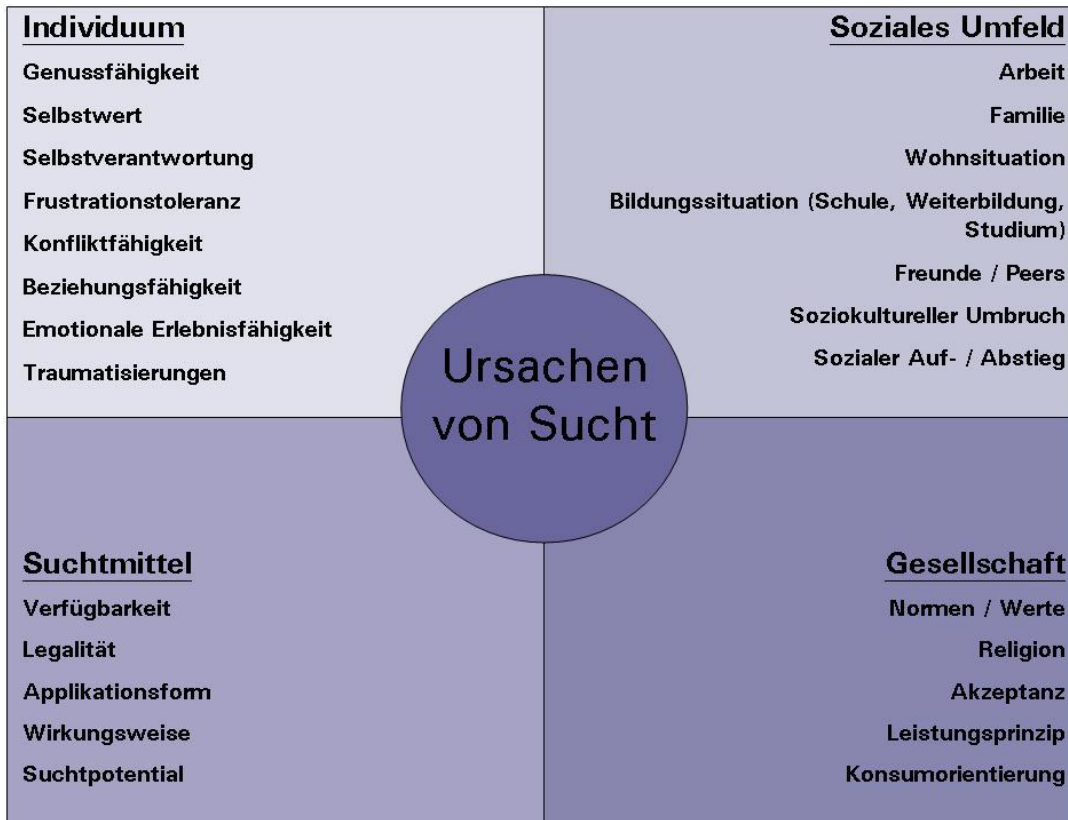 Individuum
Genussfähigkeit
Selbstwert
Selbstverantwortung
Frustrationstoleranz
Konfliktfähigkeit
Beziehungsfähigkeit
Emotionale Erlebnisfähigkeit
Traumatisierungen
Soziales Umfeld
Arbeit
Familie
Wohnsituation
Bildungssituation (Schule, Weiterbildung,
Studium)
Freunde / Peers
Soziokultureller Umbruch
Sozialer Auf- / Abstieg
Ursachen
von Sucht
Suchtmittel
Verfügbarkeit
Legalität
Applikationsform
Wirkungsweise
Suchtpotential
Gesellschaft
Normen / Werte
Religion
Akzeptanz
Leistungsprinzip
Konsumorientierung